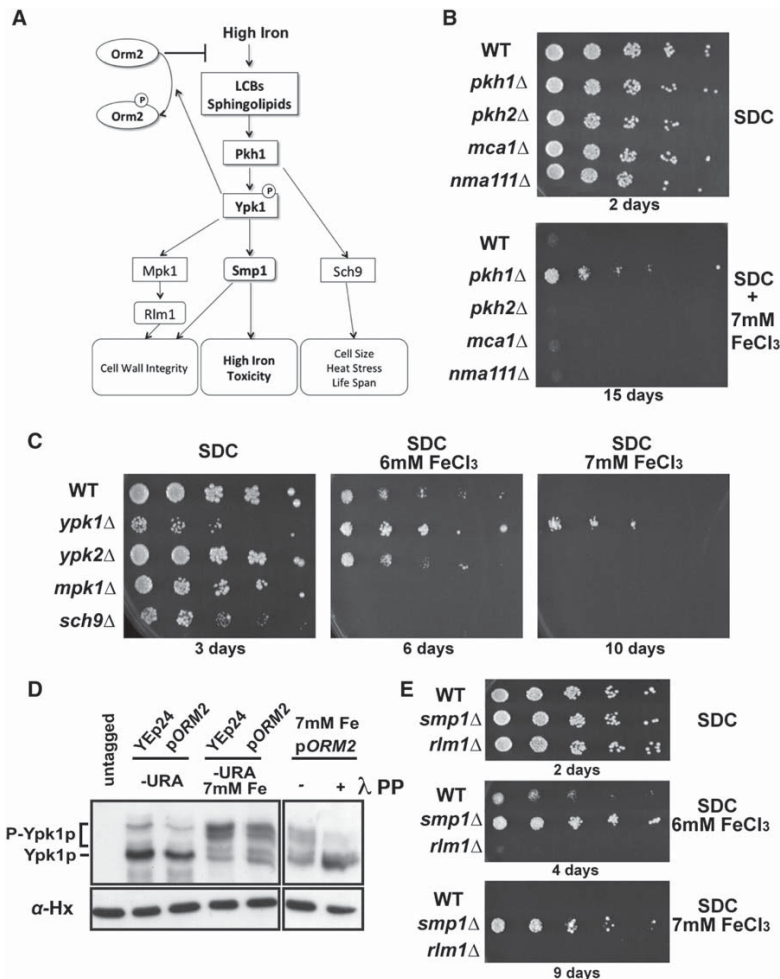 A
High Iron
Orm2
P
Orm2
LCBs
Sphingolipids
Pkh1
P
Ypk1
Mpk1
Smp1
Sch9
Rlm1
Cell Wall Integrity
High Iron
Toxicity
Cell Size
Heat Stress
Life Span
B
WT
pkh1Δ
pkh2Δ
mca1Δ
nma111Δ
SDC
2 days
WT
pkh1Δ
pkh2Δ
mca1Δ
nma111Δ
SDC
+
7mM
FeCl3
15 days
C
SDC
SDC
6mM FeCl3
SDC
7mM FeCl3
WT
ypk1Δ
ypk2Δ
mpk1Δ
sch9Δ
3 days
6 days
10 days
D
untagged
YEp24
pORM2
YEp24
pORM2
7mM Fe
pORM2
-URA
-URA
7mM Fe
- + λ PP
P-Ypk1p
Ypk1p
α-Hx
E
WT
smp1Δ
rlm1Δ
SDC
2 days
WT
smp1Δ
rlm1Δ
SDC
6mM FeCl3
4 days
WT
smp1Δ
rlm1Δ
SDC
7mM FeCl3
9 days